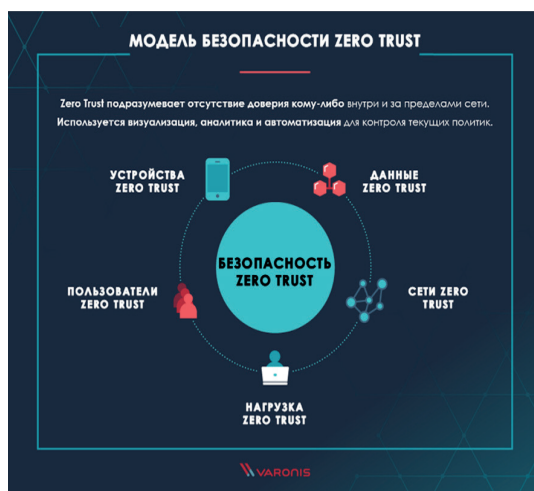 МОДЕЛЬ БЕЗОПАСНОСТИ ZERO TRUST
Zero Trust подразумевает отсутствие доверия кому-либо внутри и за пределами сети.
Используется визуализация, аналитика и автоматизация для контроля текущих политик.
УСТРОЙСТВА
ZERO TRUST
ДАННЫЕ
ZERO TRUST
БЕЗОПАСНОСТЬ
ZERO TRUST
ПОЛЬЗОВАТЕЛИ
ZERO TRUST
СЕТИ ZERO
TRUST
НАГРУЗКА
ZERO TRUST
VARONIS